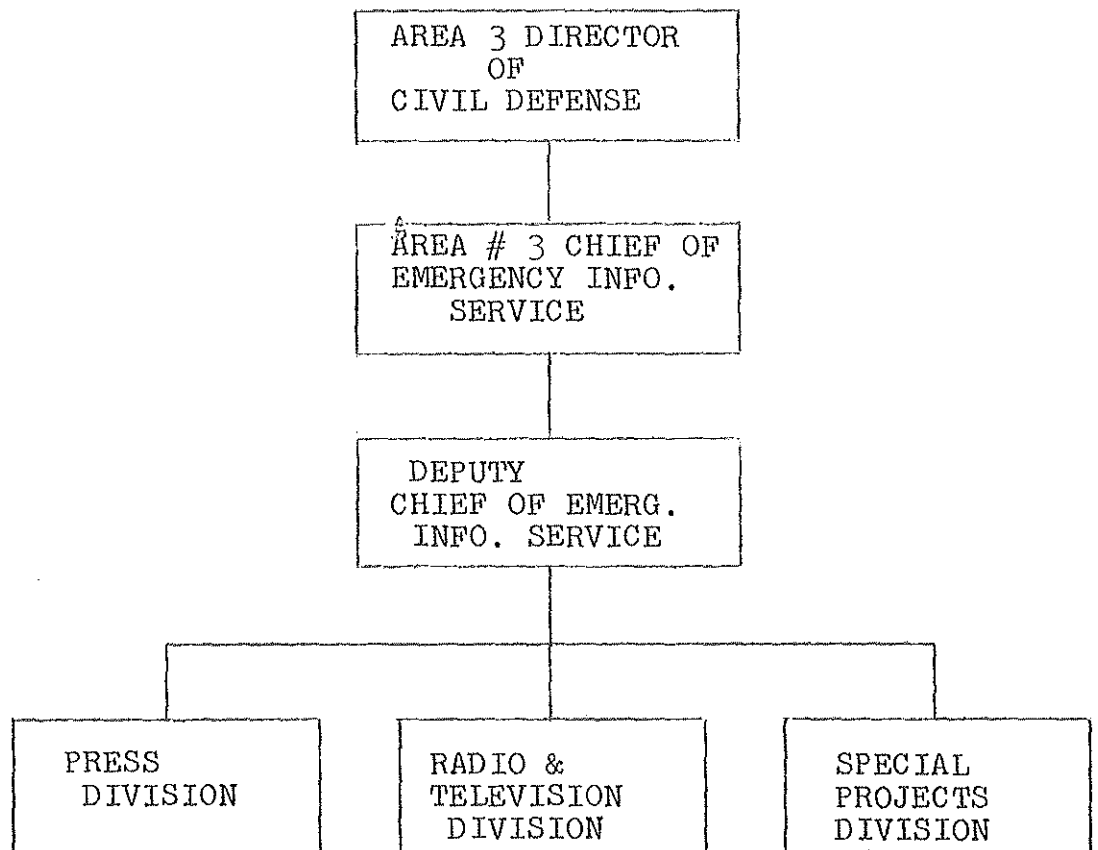 AREA 3 DIRECTOR
OF
CIVIL DEFENSE
AREA # 3 CHIEF OF
EMERGENCY INFO.
SERVICE
DEPUTY
CHIEF OF EMERG.
INFO. SERVICE
PRESS
DIVISION
RADIO &
TELEVISION
DIVISION
SPECIAL
PROJECTS
DIVISION